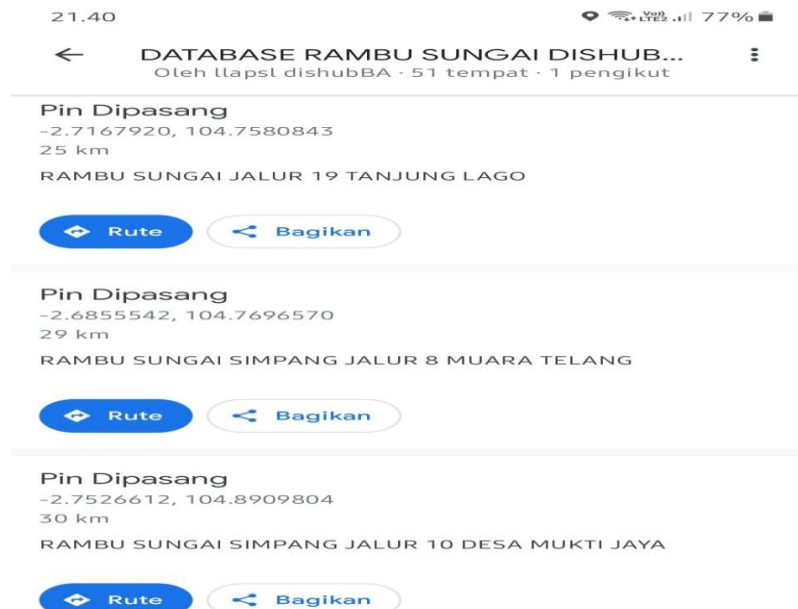 21.40
Vo)) LTE2 77%
DATABASE RAMBU SUNGAI DISHUB...
Oleh llapsl dishubBA · 51 tempat · 1 pengikut
Pin Dipasang
-2.7167920, 104.7580843
25 km
RAMBU SUNGAI JALUR 19 TANJUNG LAGO
Rute Bagikan
Pin Dipasang
-2.6855542, 104.7696570
29 km
RAMBU SUNGAI SIMPANG JALUR 8 MUARA TELANG
Rute Bagikan
Pin Dipasang
-2.7526612, 104.8909804
30 km
RAMBU SUNGAI SIMPANG JALUR 10 DESA MUKTI JAYA
Rute Bagikan